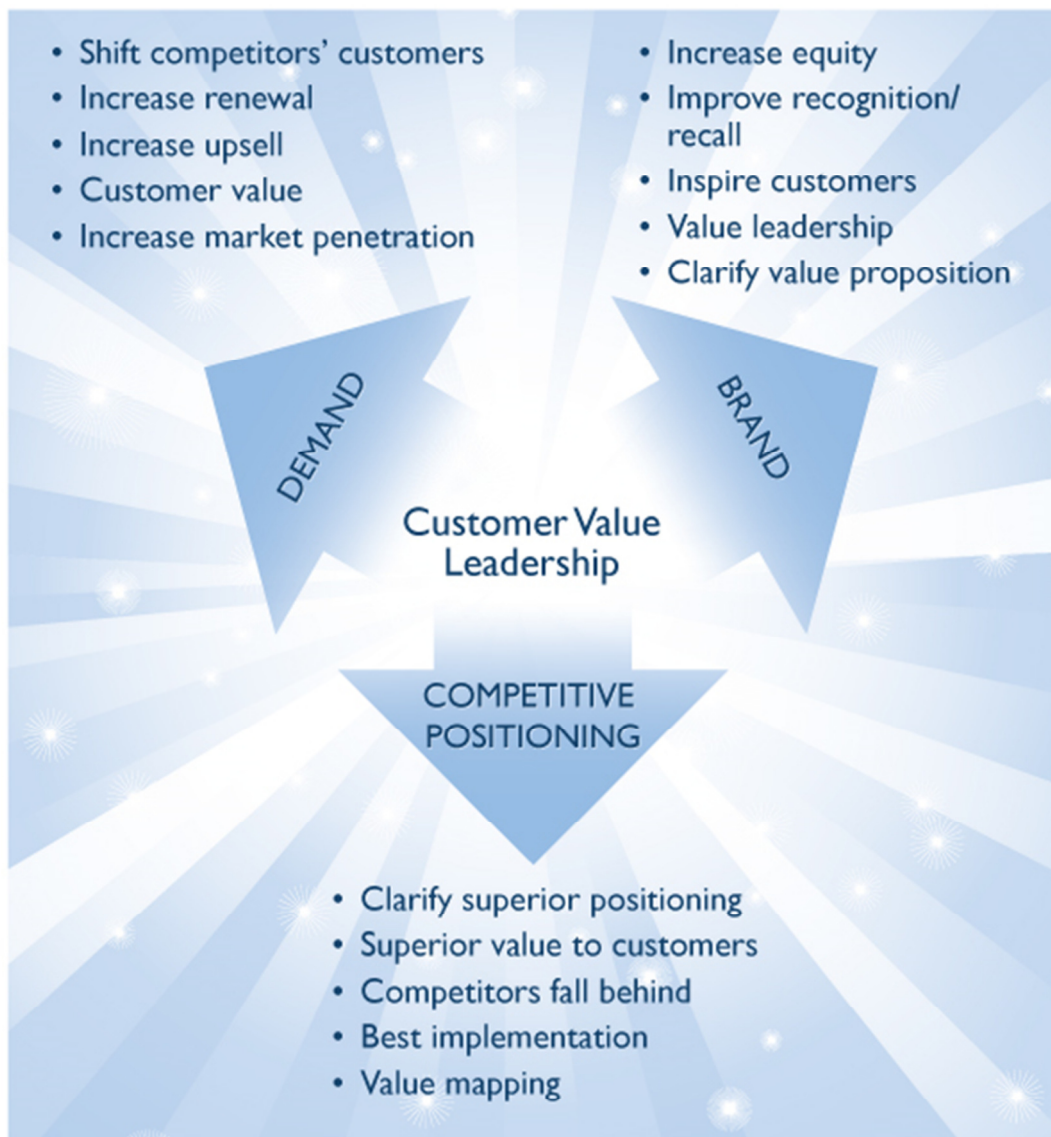 • Shift competitors’ customers
• Increase renewal
• Increase upsell
• Customer value
• Increase market penetration
• Increase equity
• Improve recognition/
recall
• Inspire customers
• Value leadership
• Clarify value proposition
DEMAND
BRAND
Customer Value
Leadership
COMPETITIVE
POSITIONING
• Clarify superior positioning
• Superior value to customers
• Competitors fall behind
• Best implementation
• Value mapping